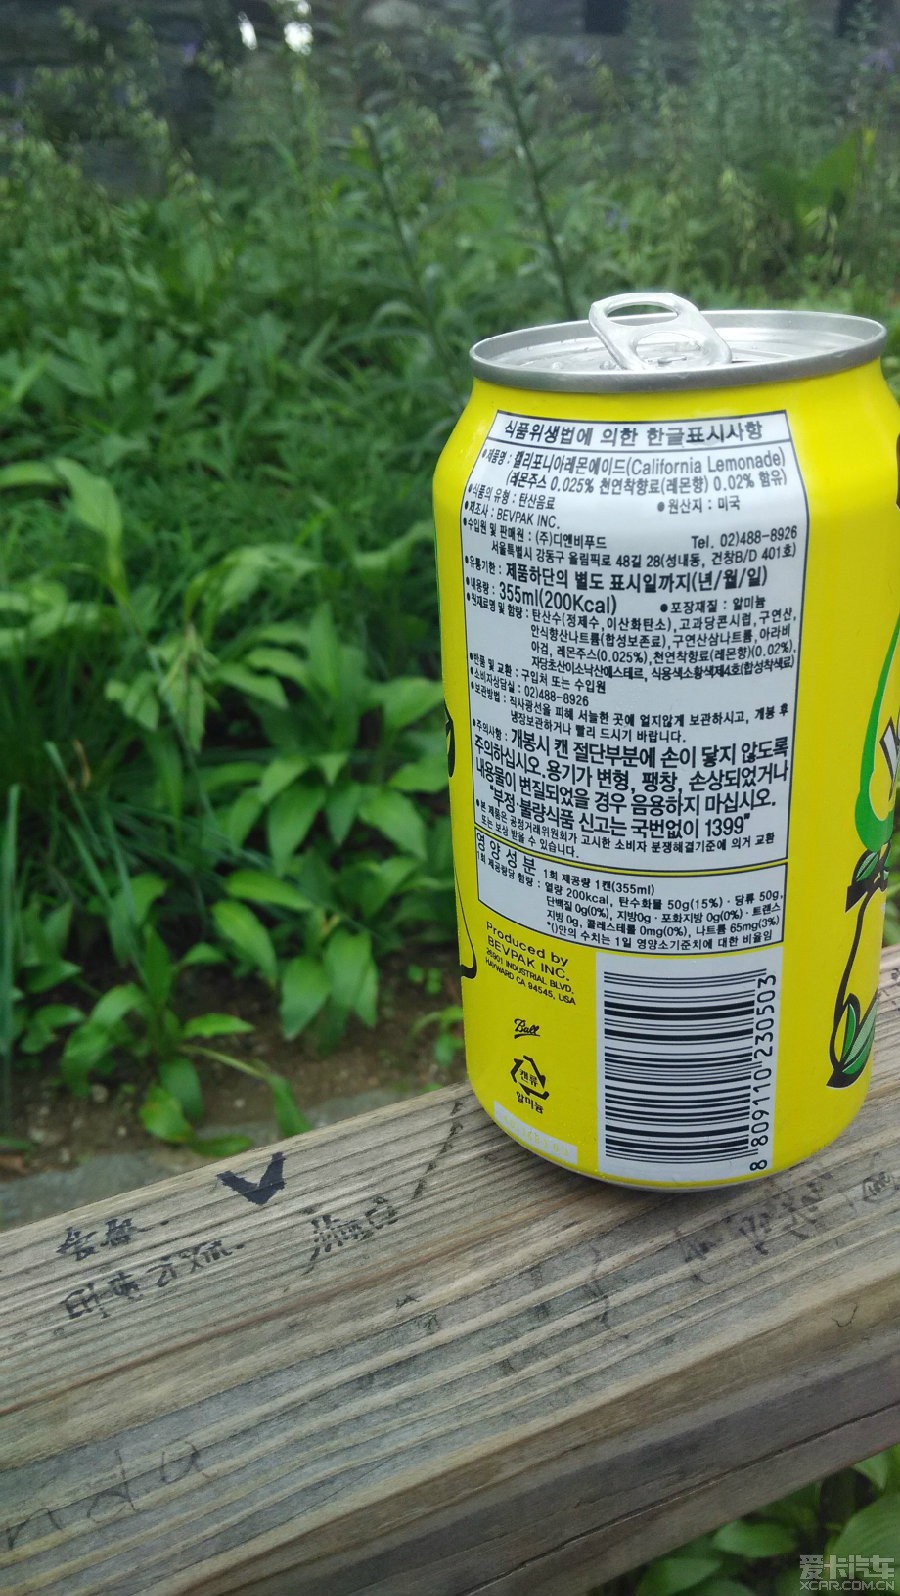 식품위생법에 의한 한글표시사항
•제품명 : 캘리포니아레몬에이드(California Lemonade)
(레몬주스 0.025% 천연착향료(레몬향) 0.02% 함유)
•식품의 유형 : 탄산음료 •원산지 : 미국
•제조사 : BEVPAK INC.
•수입원 및 판매원 : (주)디엔비푸드 Tel. 02)488-8926
서울특별시 강동구 올림픽로 48길 28(성내동, 건창B/D 401호)
•유통기한 : 제품하단의 별도 표시일까지(년/월/일)
•내용량 : 355ml(200Kcal) •포장재질 : 알미늄
•원재료명 및 함량 : 탄산수(정제수,이산화탄소), 고과당콘시럽, 구연산,
안식향산나트륨(합성보존료), 구연산삼나트륨, 아라비
아검, 레몬주스(0.025%), 천연착향료(레몬향)(0.02%),
자당초산이소낙산에스테르, 식용색소황색제4호(합성착색료)
•반품 및 교환 : 구입처 또는 수입원
•소비자상담실 : 02)488-8926
•보관방법 : 직사광선을 피해 서늘한 곳에 얼지않게 보관하시고, 개봉 후
냉장보관하거나 빨리 드시기 바랍니다.
•주의사항 : 개봉시 캔 절단부분에 손이 닿지 않도록
주의하십시오. 용기가 변형, 팽창, 손상되었거나
내용물이 변질되었을 경우 음용하지 마십시오.
"부정·불량식품 신고는 국번없이 1399"
•본 제품은 공정거래위원회가 고시한 소비자 분쟁해결기준에 의거 교환
또는 보상 받을 수 있습니다.
영양성분 1회 제공량 1캔(355ml)
1회 제공량당 함량 : 열량 200kcal, 탄수화물 50g(15%)·당류 50g,
단백질 0g(0%), 지방0g·포화지방 0g(0%)·트랜스
지방 0g, 콜레스테롤 0mg(0%), 나트륨 65mg(3%)
*()안의 수치는 1일 영양소기준치에 대한 비율임
Produced by
BEVPAK INC.
INDUSTRIAL BLVD.
HAYWARD CA 94545, USA
Ball
캔류
알미늄
8 809110 230503
爱卡汽车
XCAR.COM.CN